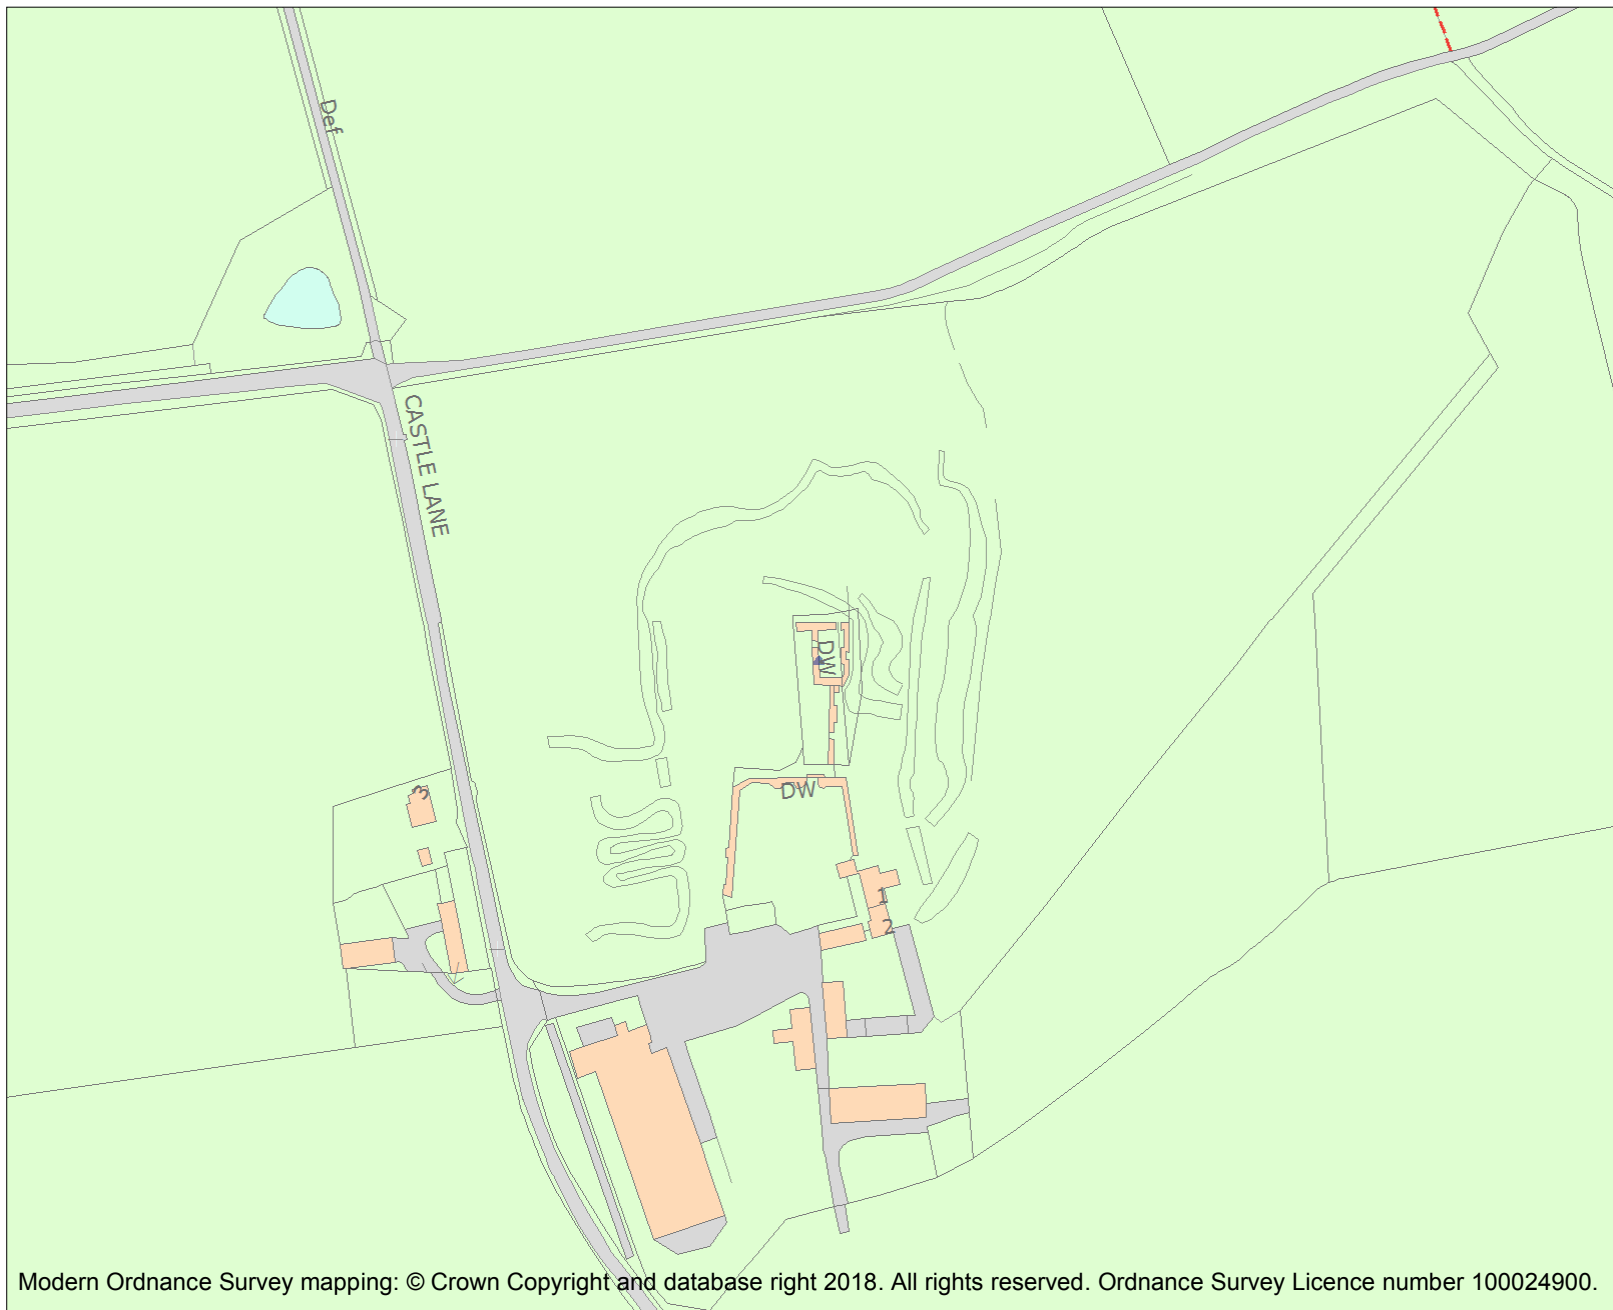 Def
CASTLE LANE
DW
3
DW
1
2
Modern Ordnance Survey mapping: © Crown Copyright and database right 2018. All rights reserved. Ordnance Survey Licence number 100024900.